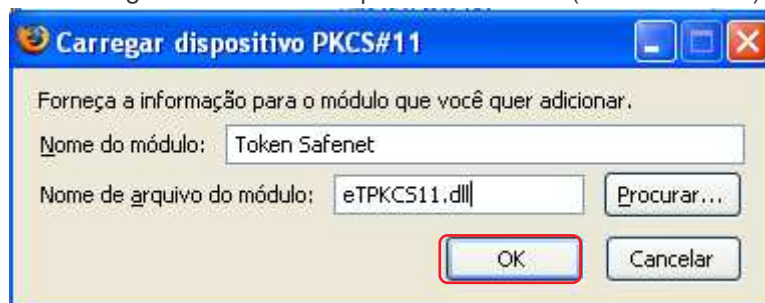 Carregar dispositivo PKCS#11
Forneça a informação para o módulo que você quer adicionar.
Nome do módulo: Token Safenet
Nome de arquivo do módulo: eTPKCS11.dll Procurar...
OK Cancelar